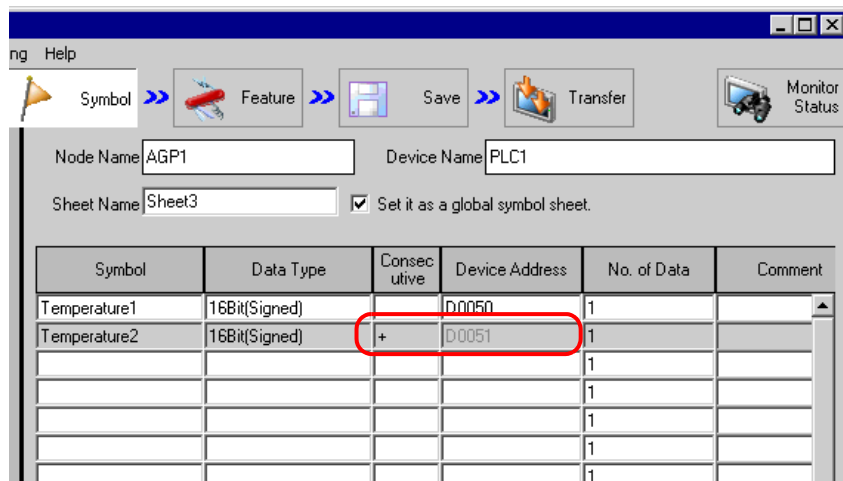 ng Help
Symbol Feature Save Transfer Monitor Status
Node Name AGP1 Device Name PLC1
Sheet Name Sheet3 Set it as a global symbol sheet.
Symbol Data Type Consec utive Device Address No. of Data Comment
Temperature1 16Bit(Signed) D0050 1
Temperature2 16Bit(Signed) + D0051 1
1
1
1
1
1